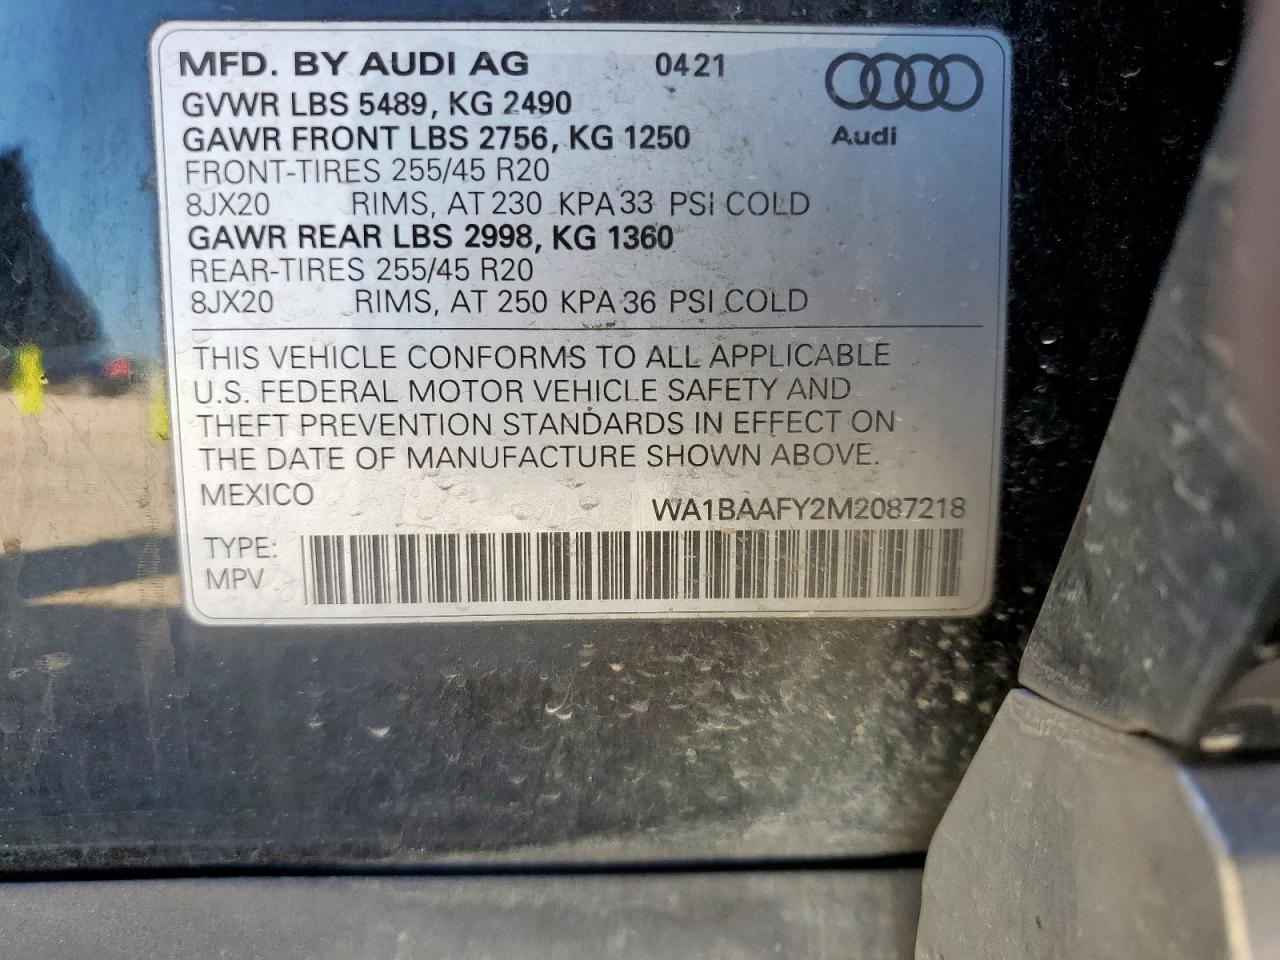 MFD. BY AUDI AG 0421
GVWR LBS 5489, KG 2490
GAWR FRONT LBS 2756, KG 1250
Audi
FRONT-TIRES 255/45 R20
8JX20 RIMS, AT 230 KPA 33 PSI COLD
GAWR REAR LBS 2998, KG 1360
REAR-TIRES 255/45 R20
8JX20 RIMS, AT 250 KPA 36 PSI COLD
THIS VEHICLE CONFORMS TO ALL APPLICABLE
U.S. FEDERAL MOTOR VEHICLE SAFETY AND
THEFT PREVENTION STANDARDS IN EFFECT ON
THE DATE OF MANUFACTURE SHOWN ABOVE.
MEXICO WA1BAAFY2M2087218
TYPE:
MPV